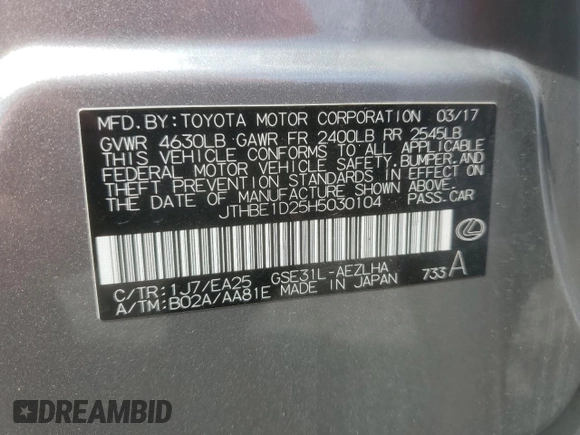 MFD.BY:TOYOTA MOTOR CORPORATION 03/17
GVWR 4630LB GAWR FR 2400LB RR 2545LB
THIS VEHICLE CONFORMS TO ALL APPLICABLE
FEDERAL MOTOR VEHICLE SAFETY,BUMPER,AND
THEFT PREVENTION STANDARDS IN EFFECT
ON THE DATE OF MANUFACTURE SHOWN ABOVE.
JTHBE1D25H5030104 PASS.CAR
C/TR:1J7/EA25 GSE31L-AEZLHA 733A
A/TM:B02A/AA81E MADE IN JAPAN
DREAMBID